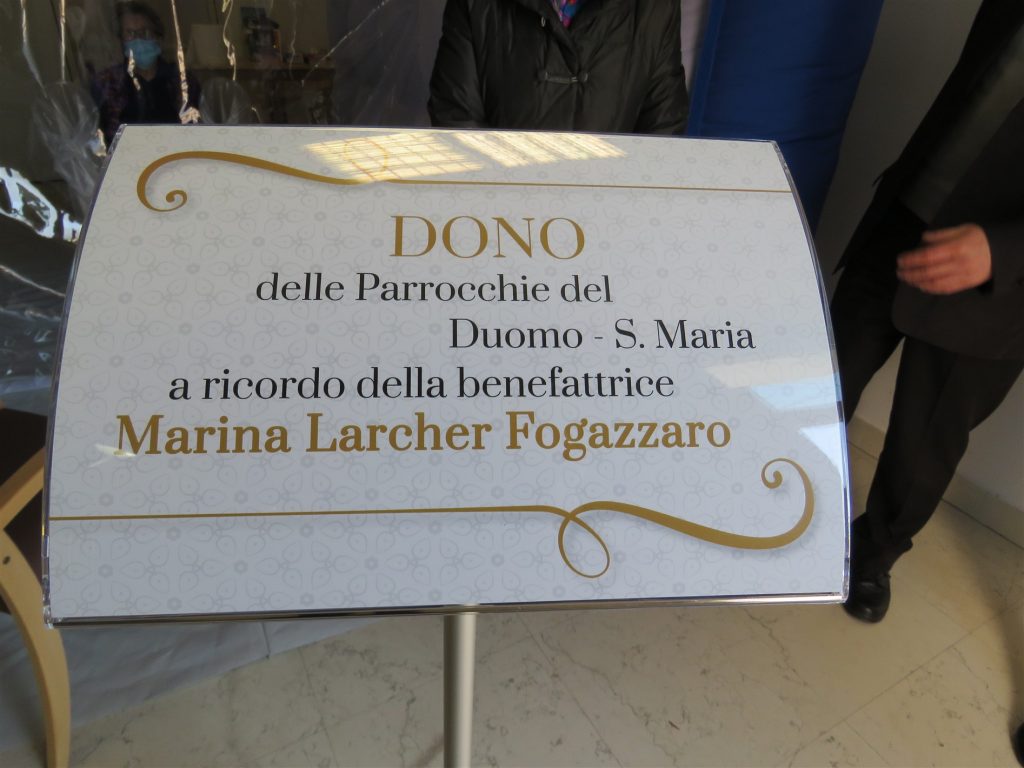 DONO
delle Parrocchie del
Duomo - S. Maria
a ricordo della benefattrice
Marina Larcher Fogazzaro